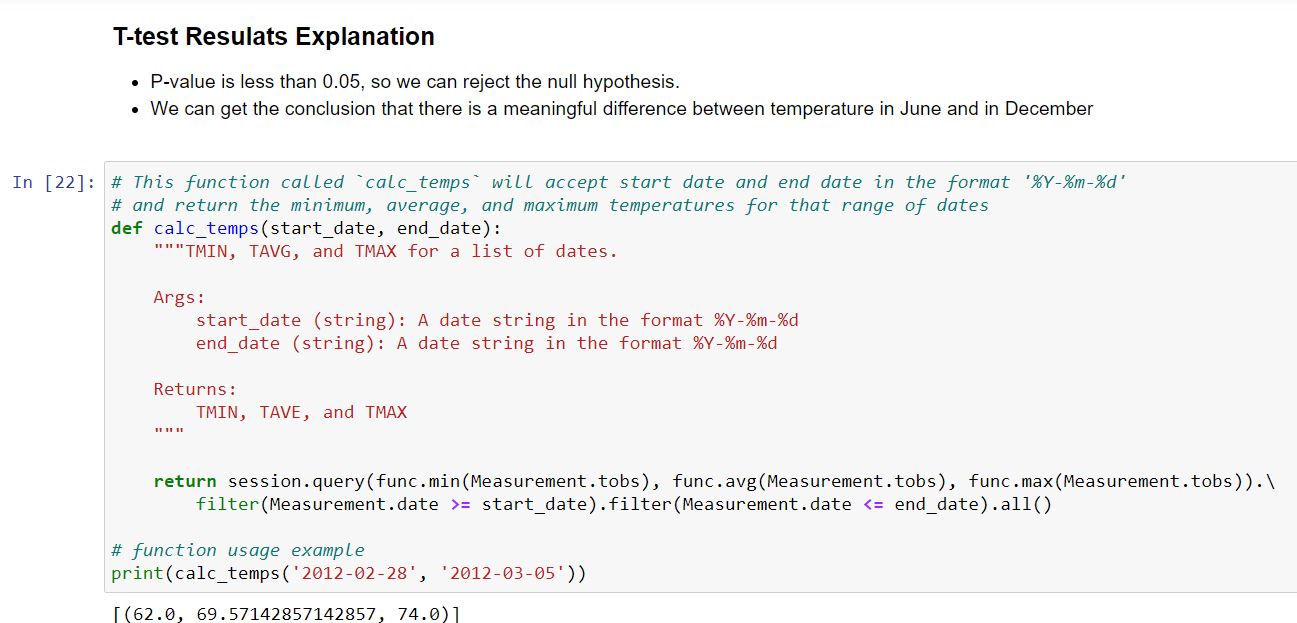 T-test Resulats Explanation
• P-value is less than 0.05, so we can reject the null hypothesis.
• We can get the conclusion that there is a meaningful difference between temperature in June and in December
In [22]: # This function called `calc_temps` will accept start date and end date in the format '%Y-%m-%d'
# and return the minimum, average, and maximum temperatures for that range of dates
def calc_temps(start_date, end_date):
    """TMIN, TAVG, and TMAX for a list of dates.
    Args:
        start_date (string): A date string in the format %Y-%m-%d
        end_date (string): A date string in the format %Y-%m-%d
    Returns:
        TMIN, TAVE, and TMAX
    """
    return session.query(func.min(Measurement.tobs), func.avg(Measurement.tobs), func.max(Measurement.tobs)).\
        filter(Measurement.date >= start_date).filter(Measurement.date <= end_date).all()
# function usage example
print(calc_temps('2012-02-28', '2012-03-05'))
[(62.0, 69.57142857142857, 74.0)]